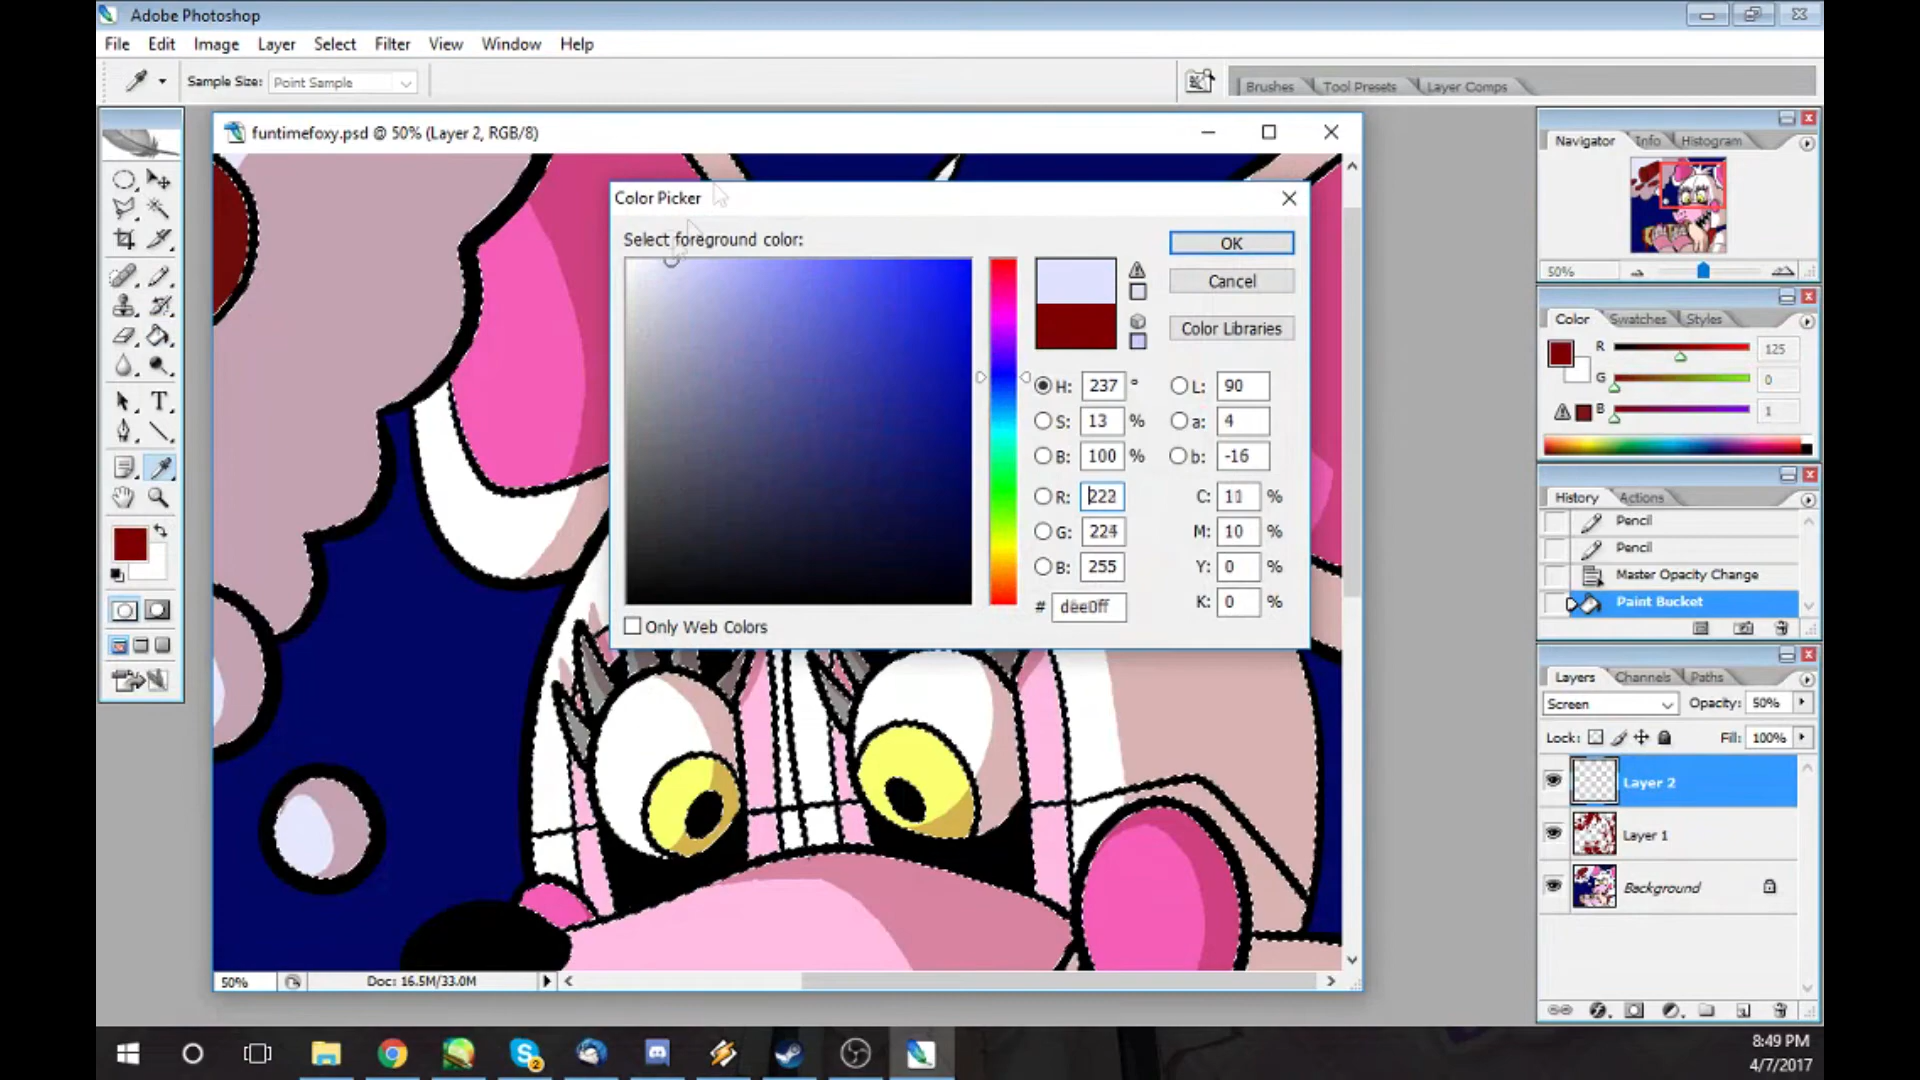 Adobe Photoshop
File Edit Image Layer Select Filter View Window Help
Sample Size: Point Sample
Brushes Tool Presets Layer Comps
funtimefoxy.psd @ 50% (Layer 2, RGB/8)
Color Picker
Select foreground color:
OK
Cancel
Color Libraries
H: 237 ° L: 90
S: 13 % a: 4
B: 100 % b: -16
R: 222 C: 11 %
G: 224 M: 10 %
B: 255 Y: 0 %
# dee0ff K: 0 %
Only Web Colors
Navigator Info Histogram
50%
Color Swatches Styles
R 125
G 0
B 1
History Actions
Pencil
Pencil
Master Opacity Change
Paint Bucket
Layers Channels Paths
Screen Opacity: 50%
Lock: Fill: 100%
Layer 2
Layer 1
Background
50% Doc: 16.5M/33.0M
2
8:49 PM
4/7/2017